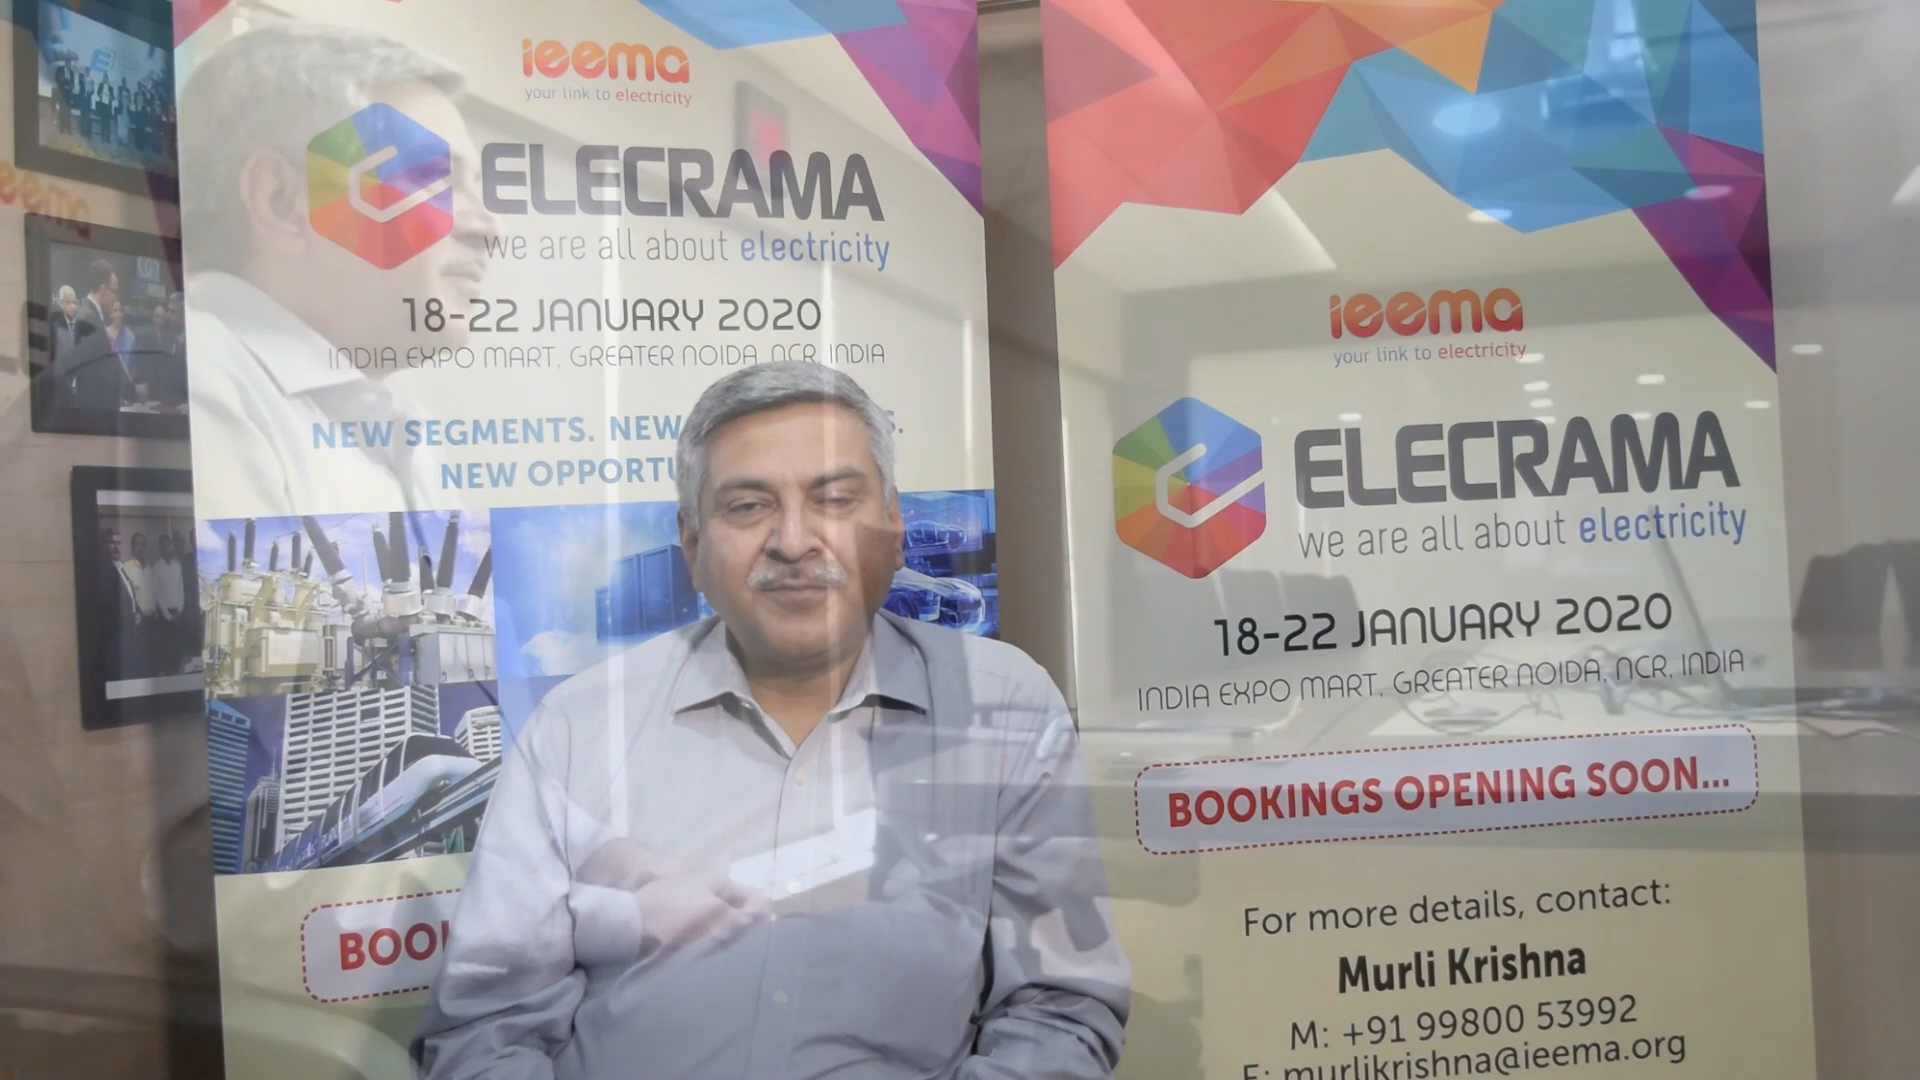 ieema
your link to electricity
ELECRAMA
we are all about electricity
18-22 JANUARY 2020
INDIA EXPO MART, GREATER NOIDA, NCR, INDIA
NEW SEGMENTS. NEW
NEW
ieema
your link to electricity
ELECRAMA
we are all about electricity
18-22 JANUARY 2020
INDIA EXPO MART, GREATER NOIDA, NCR, INDIA
BOOKINGS OPENING SOON...
For more details, contact:
Murli Krishna
M: +91 99800 53992
E: murlikrishna@ieema.org